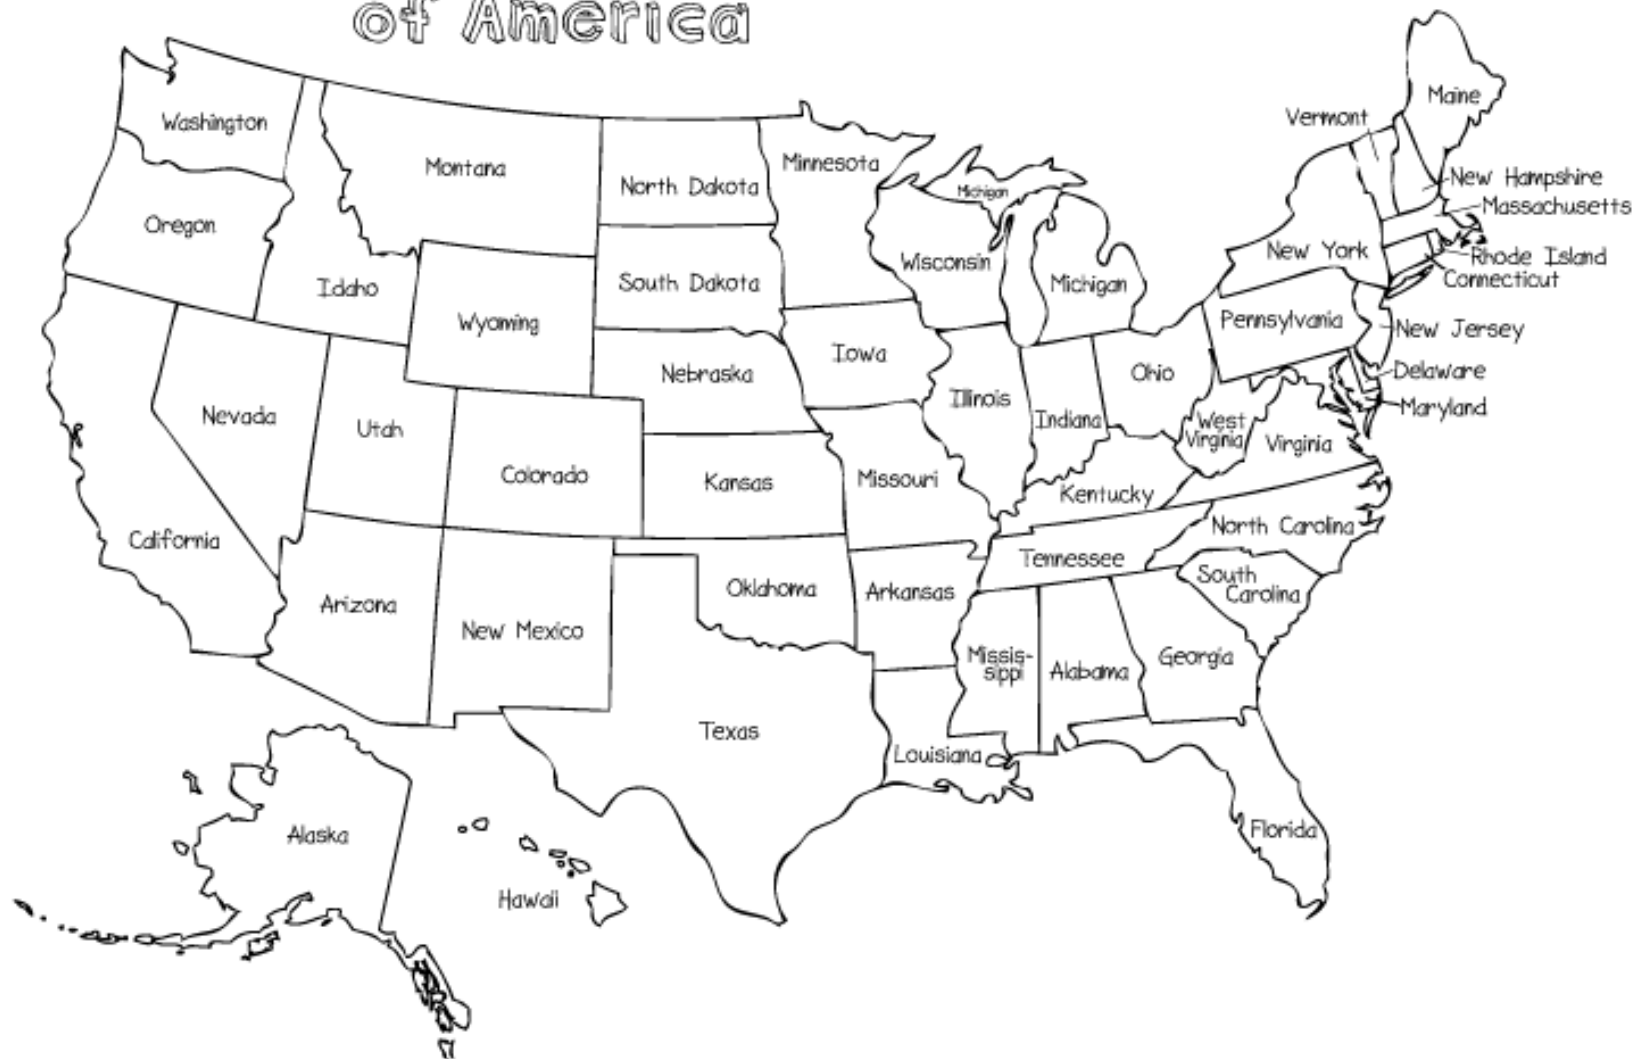 of America
Washington
Oregon
California
Nevada
Idaho
Montana
Wyoming
Utah
Colorado
Arizona
New Mexico
North Dakota
South Dakota
Nebraska
Kansas
Oklahoma
Texas
Minnesota
Iowa
Missouri
Arkansas
Louisiana
Wisconsin
Illinois
Michigan
Michigan
Indiana
Ohio
Kentucky
Tennessee
Missis-
sippi
Alabama
Georgia
Florida
South
Carolina
North Carolina
Virginia
West
Virginia
Pennsylvania
New York
Vermont
Maine
New Hampshire
Massachusetts
Rhode Island
Connecticut
New Jersey
Delaware
Maryland
Alaska
Hawaii